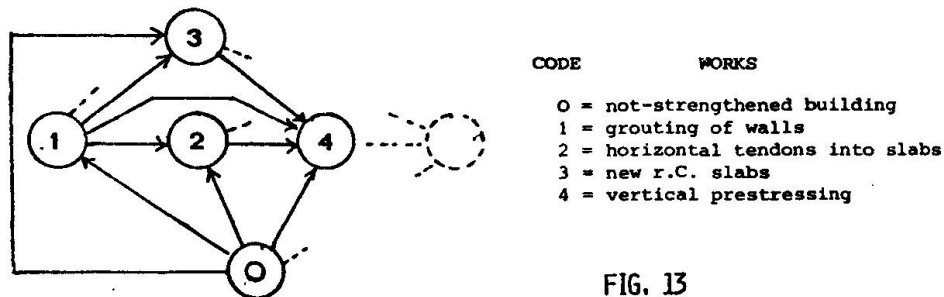 3
1
2
4
O
CODE WORKS
O = not-strengthened building
1 = grouting of walls
2 = horizontal tendons into slabs
3 = new r.C. slabs
4 = vertical prestressing
FIG. 13